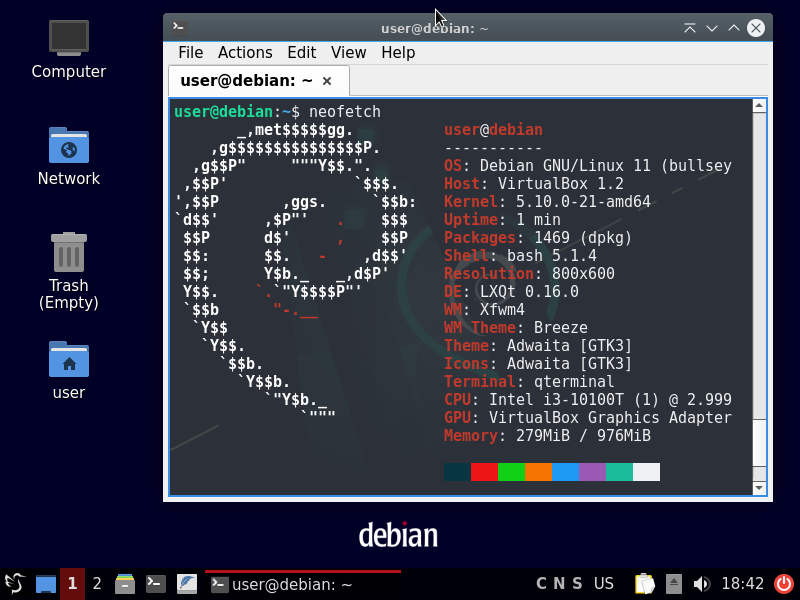 Computer
Network
Trash
(Empty)
user
user@debian: ~
File Actions Edit View Help
user@debian: ~ ×
user@debian:~$ neofetch
_,met$$$$$gg.
,g$$$$$$$$$$$$$$$P.
,g$$P"     """Y$$.".
,$$P'              `$$$.
',$$P       ,ggs.     `$$b:
`d$$'     ,$P"'   .    $$$
$$P      d$'     ,    $$P
$$:      $$.   -    ,d$$'
$$;      Y$b._   _,d$P'
Y$$.    `.`"Y$$$$P"'
`$$b      "-.__
`Y$$
`Y$$.
`$$b.
`Y$$b.
`"Y$b._
`"""
user@debian
-----------
OS: Debian GNU/Linux 11 (bullsey
Host: VirtualBox 1.2
Kernel: 5.10.0-21-amd64
Uptime: 1 min
Packages: 1469 (dpkg)
Shell: bash 5.1.4
Resolution: 800x600
DE: LXQt 0.16.0
WM: Xfwm4
WM Theme: Breeze
Theme: Adwaita [GTK3]
Icons: Adwaita [GTK3]
Terminal: qterminal
CPU: Intel i3-10100T (1) @ 2.999
GPU: VirtualBox Graphics Adapter
Memory: 279MiB / 976MiB
debian
1 2 user@debian: ~ C N S US 18:42